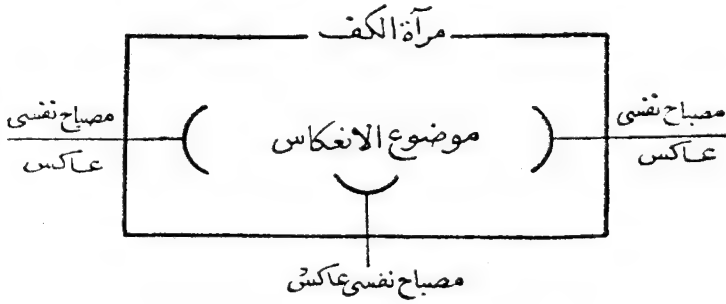 مرآة الكف
مصباح نفسى
عاكس
موضوع الانعكاس
مصباح نفسى
عاكس
مصباح نفسى عاكس